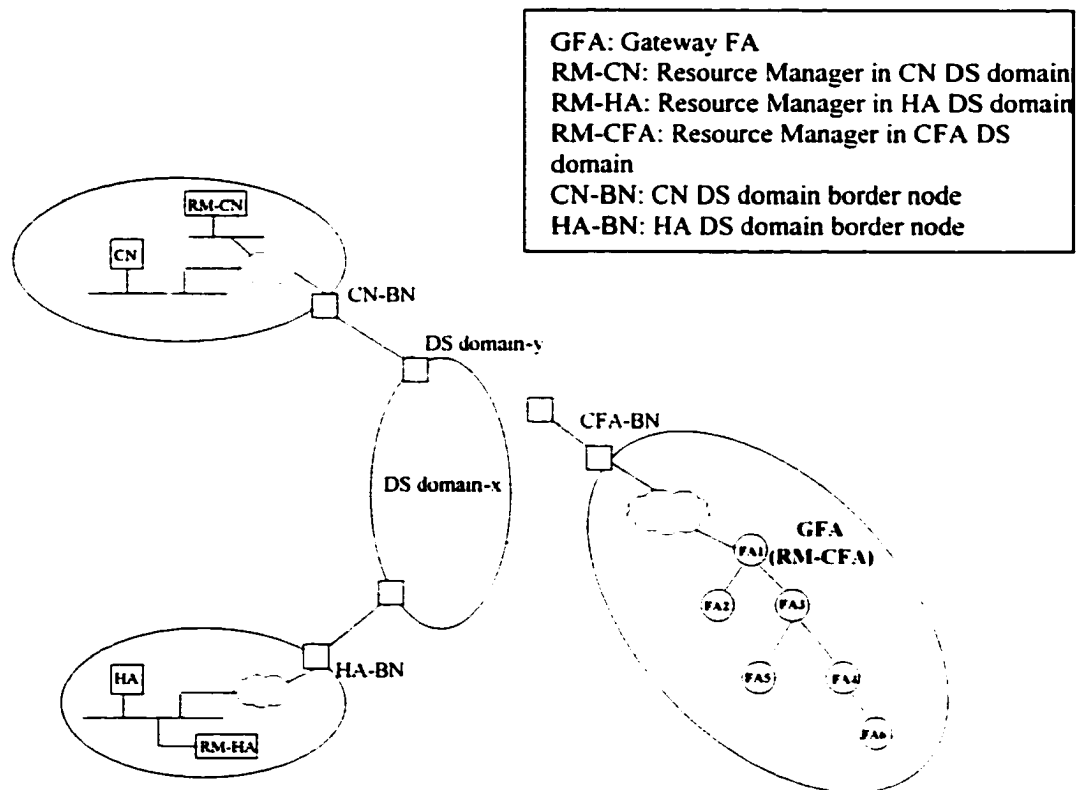 GFA: Gateway FA
RM-CN: Resource Manager in CN DS domain
RM-HA: Resource Manager in HA DS domain
RM-CFA: Resource Manager in CFA DS
domain
CN-BN: CN DS domain border node
HA-BN: HA DS domain border node
RM-CN
CN
CN-BN
DS domain-y
CFA-BN
DS domain-x
GFA
(RM-CFA)
FA1
FA2
FA3
FA5
FA4
FA6
HA-BN
HA
RM-HA